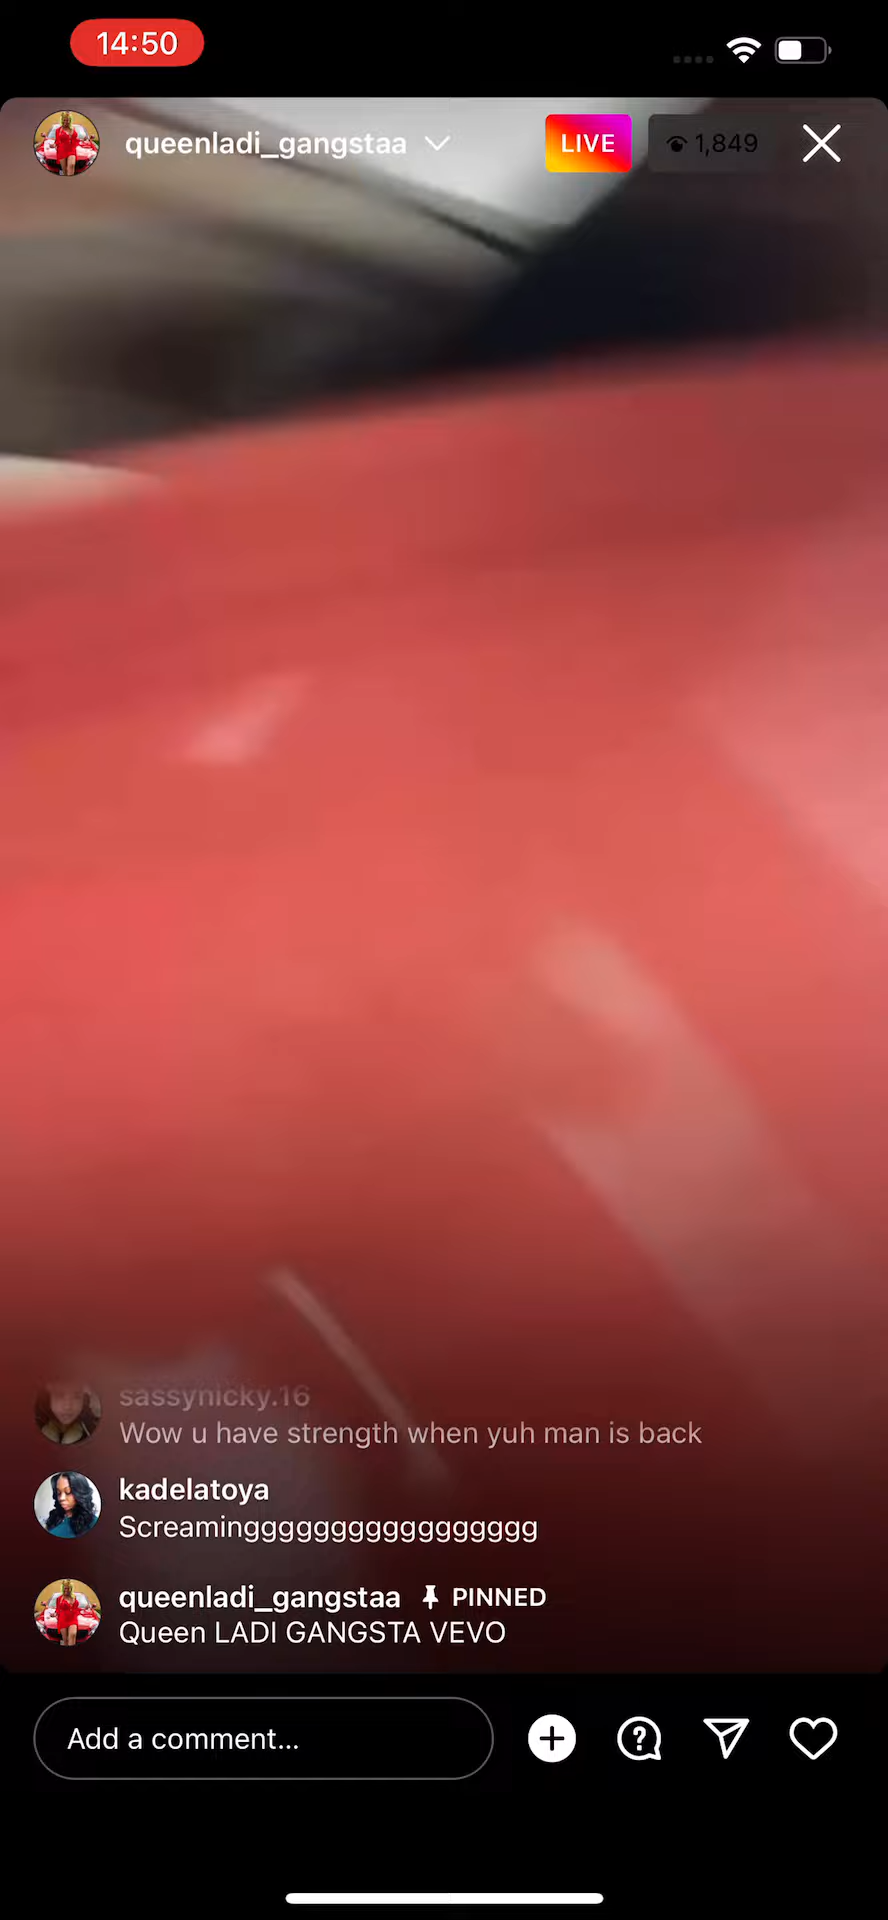 14:50
queenladi_gangstaa
LIVE
1,849
sassynicky.16
Wow u have strength when yuh man is back
kadelatoya
Screaminggggggggggggggggg
queenladi_gangstaa PINNED
Queen LADI GANGSTA VEVO
Add a comment...